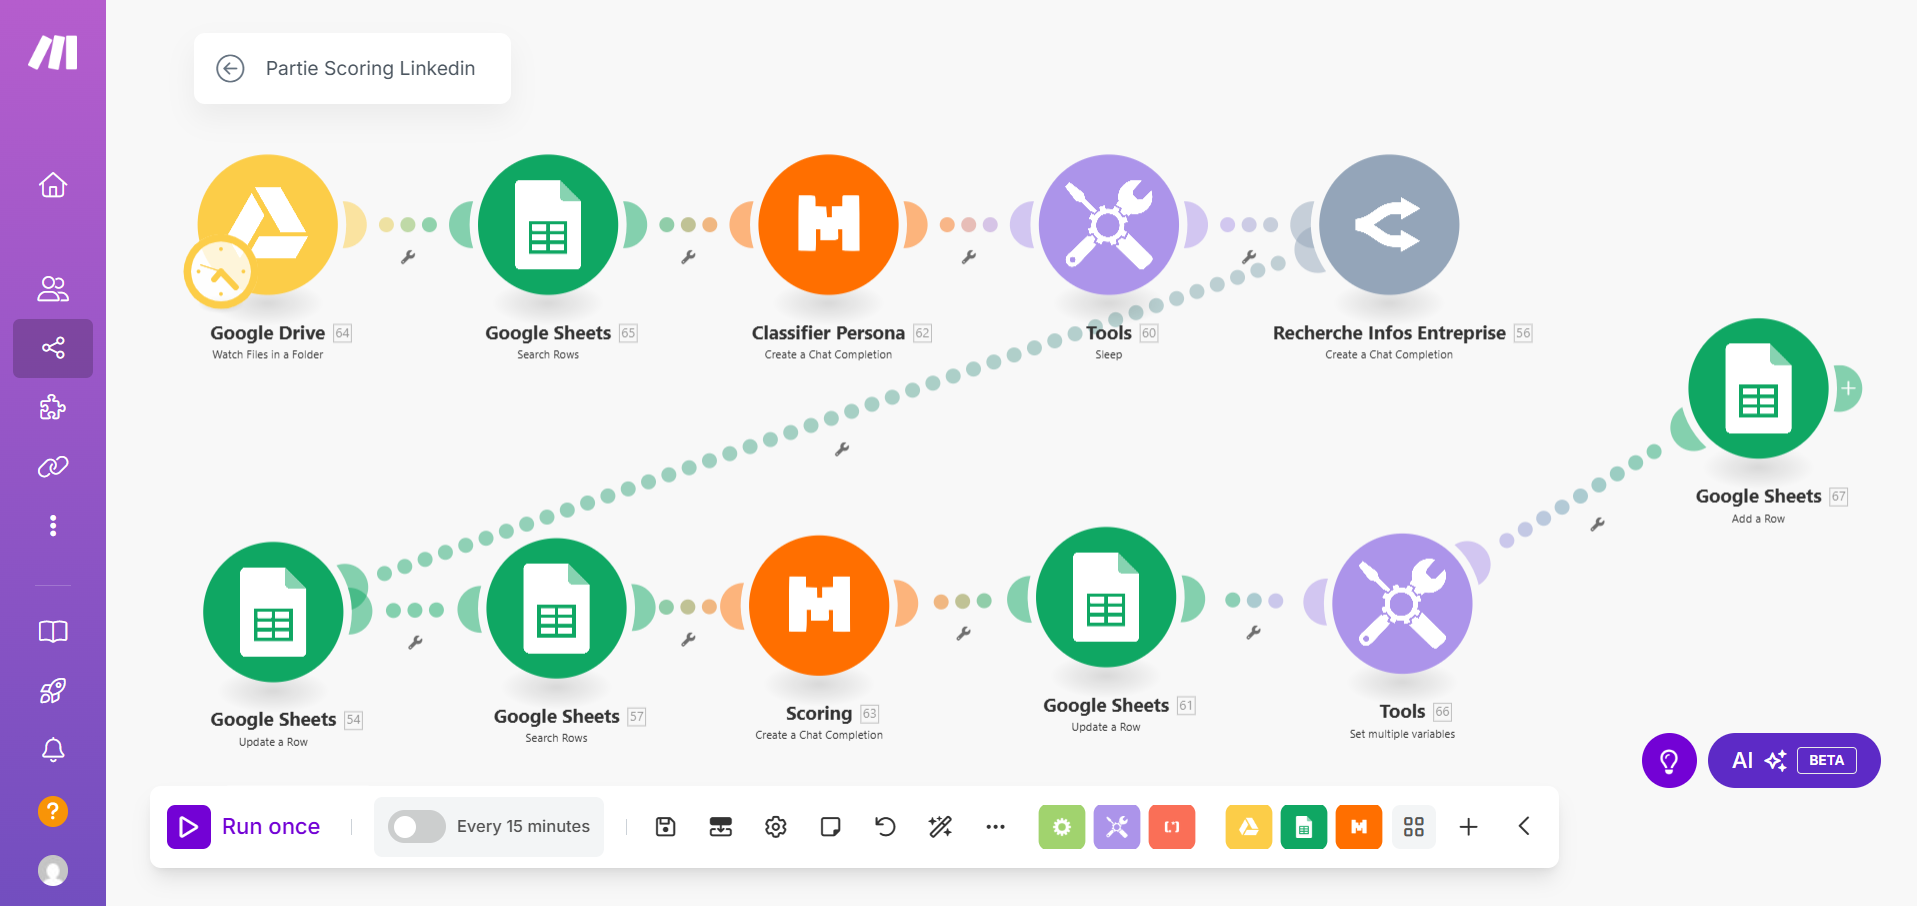 Partie Scoring Linkedin
Google Drive 64
Watch Files in a Folder
Google Sheets 65
Search Rows
Classifier Persona 62
Create a Chat Completion
Tools 60
Sleep
Recherche Infos Entreprise 56
Create a Chat Completion
Google Sheets 67
Add a Row
Google Sheets 54
Update a Row
Google Sheets 57
Search Rows
Scoring 63
Create a Chat Completion
Google Sheets 61
Update a Row
Tools 66
Set multiple variables
AI BETA
Run once
Every 15 minutes
?